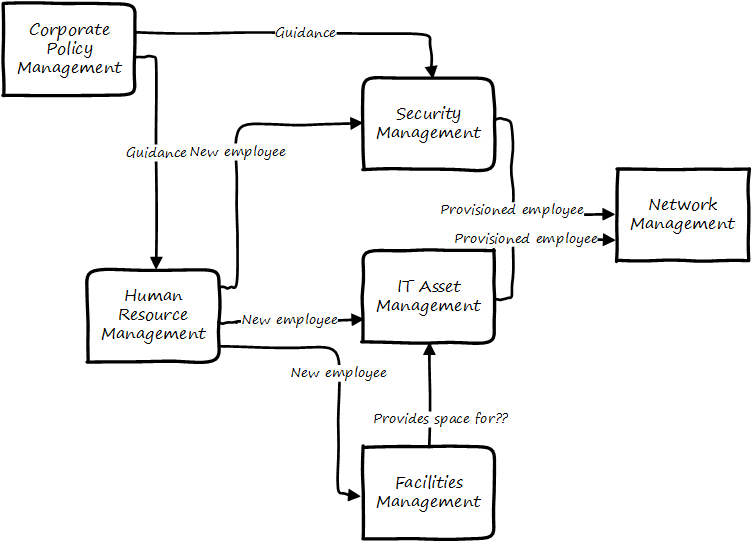 Corporate
Policy
Management
Guidance
Security
Management
Guidance
New employee
Network
Management
Provisioned employee
Provisioned employee
Human
Resource
Management
IT Asset
Management
New employee
New employee
Provides space for??
Facilities
Management